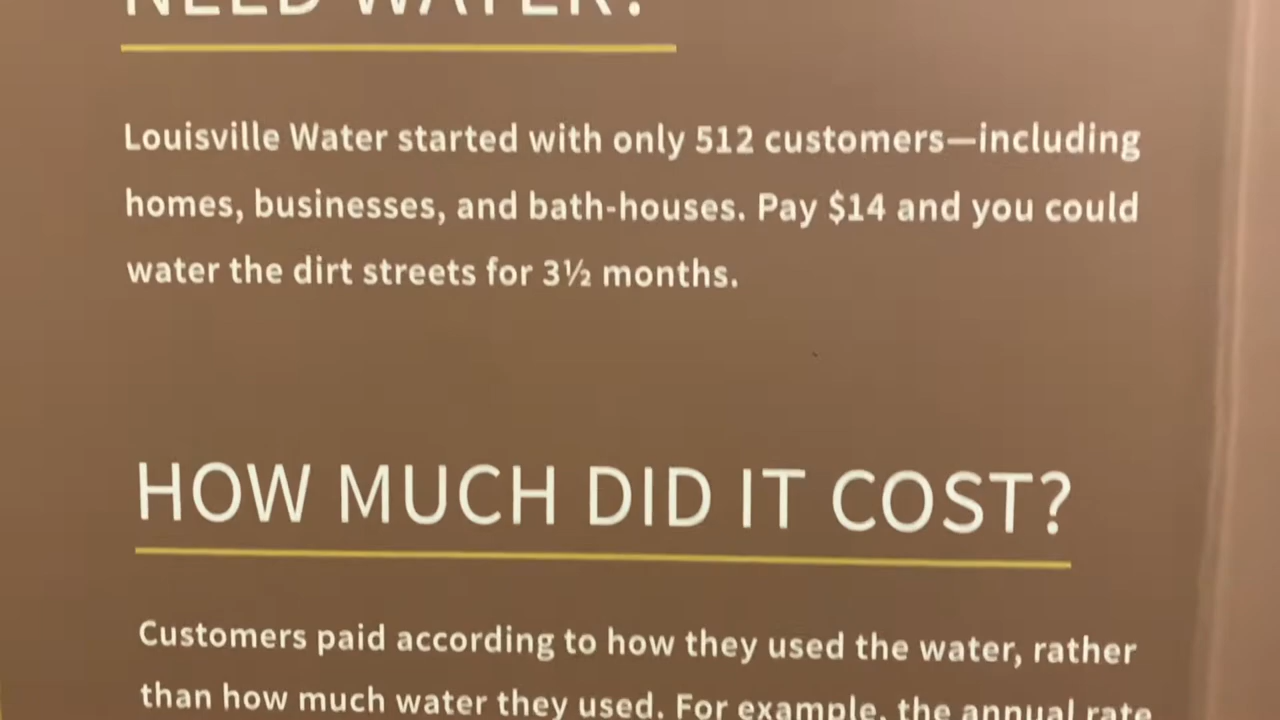 NEED WATER?
Louisville Water started with only 512 customers—including
homes, businesses, and bath-houses. Pay $14 and you could
water the dirt streets for 3½ months.
HOW MUCH DID IT COST?
Customers paid according to how they used the water, rather
than how much water they used. For example, the annual rate